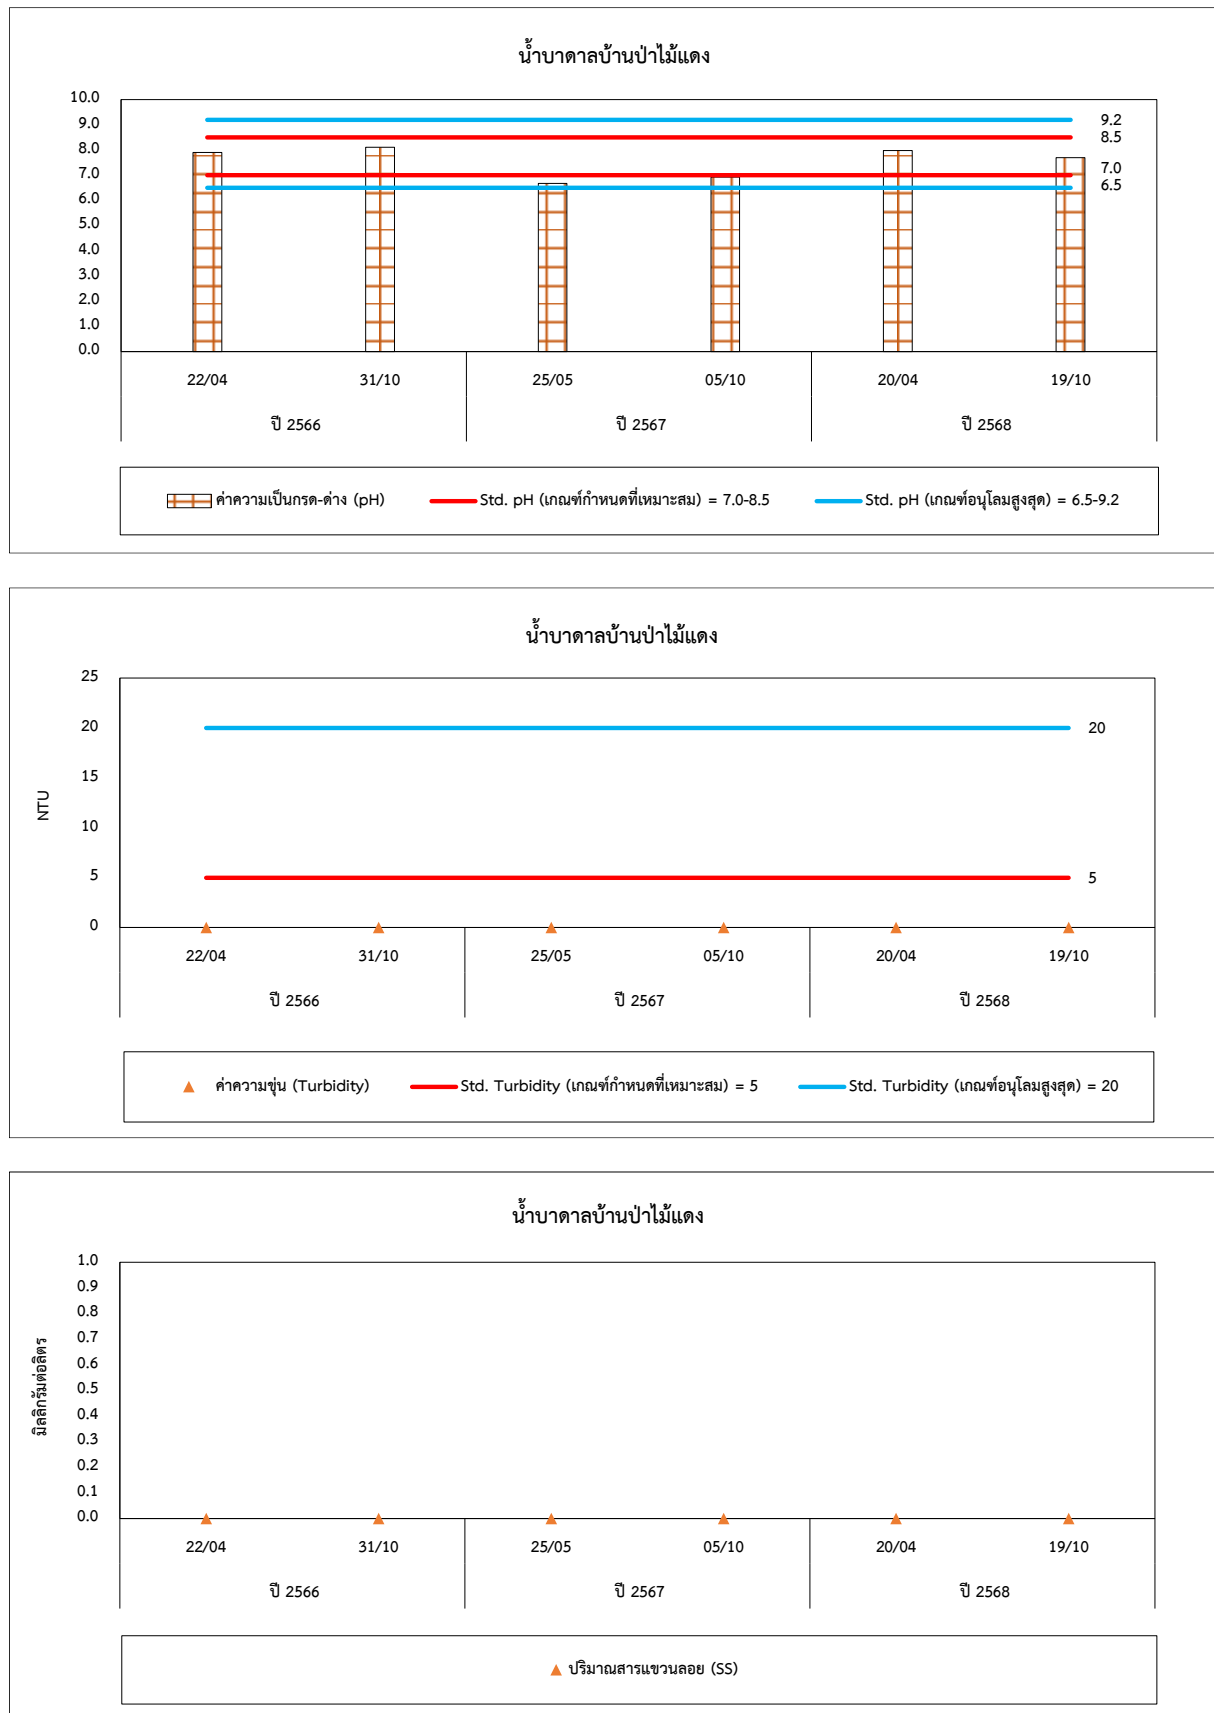 น้ำบาดาลบ้านป่าไม้แดง
10.0
9.0
8.0
7.0
6.0
5.0
4.0
3.0
2.0
1.0
0.0
9.2
8.5
7.0
6.5
22/04 31/10 25/05 05/10 20/04 19/10
ปี 2566 ปี 2567 ปี 2568
ค่าความเป็นกรด-ด่าง (pH) Std. pH (เกณฑ์กำหนดที่เหมาะสม) = 7.0-8.5 Std. pH (เกณฑ์อนุโลมสูงสุด) = 6.5-9.2
น้ำบาดาลบ้านป่าไม้แดง
NTU
25
20
15
10
5
0
20
5
22/04 31/10 25/05 05/10 20/04 19/10
ปี 2566 ปี 2567 ปี 2568
ค่าความขุ่น (Turbidity) Std. Turbidity (เกณฑ์กำหนดที่เหมาะสม) = 5 Std. Turbidity (เกณฑ์อนุโลมสูงสุด) = 20
น้ำบาดาลบ้านป่าไม้แดง
มิลลิกรัมต่อลิตร
1.0
0.9
0.8
0.7
0.6
0.5
0.4
0.3
0.2
0.1
0.0
22/04 31/10 25/05 05/10 20/04 19/10
ปี 2566 ปี 2567 ปี 2568
ปริมาณสารแขวนลอย (SS)